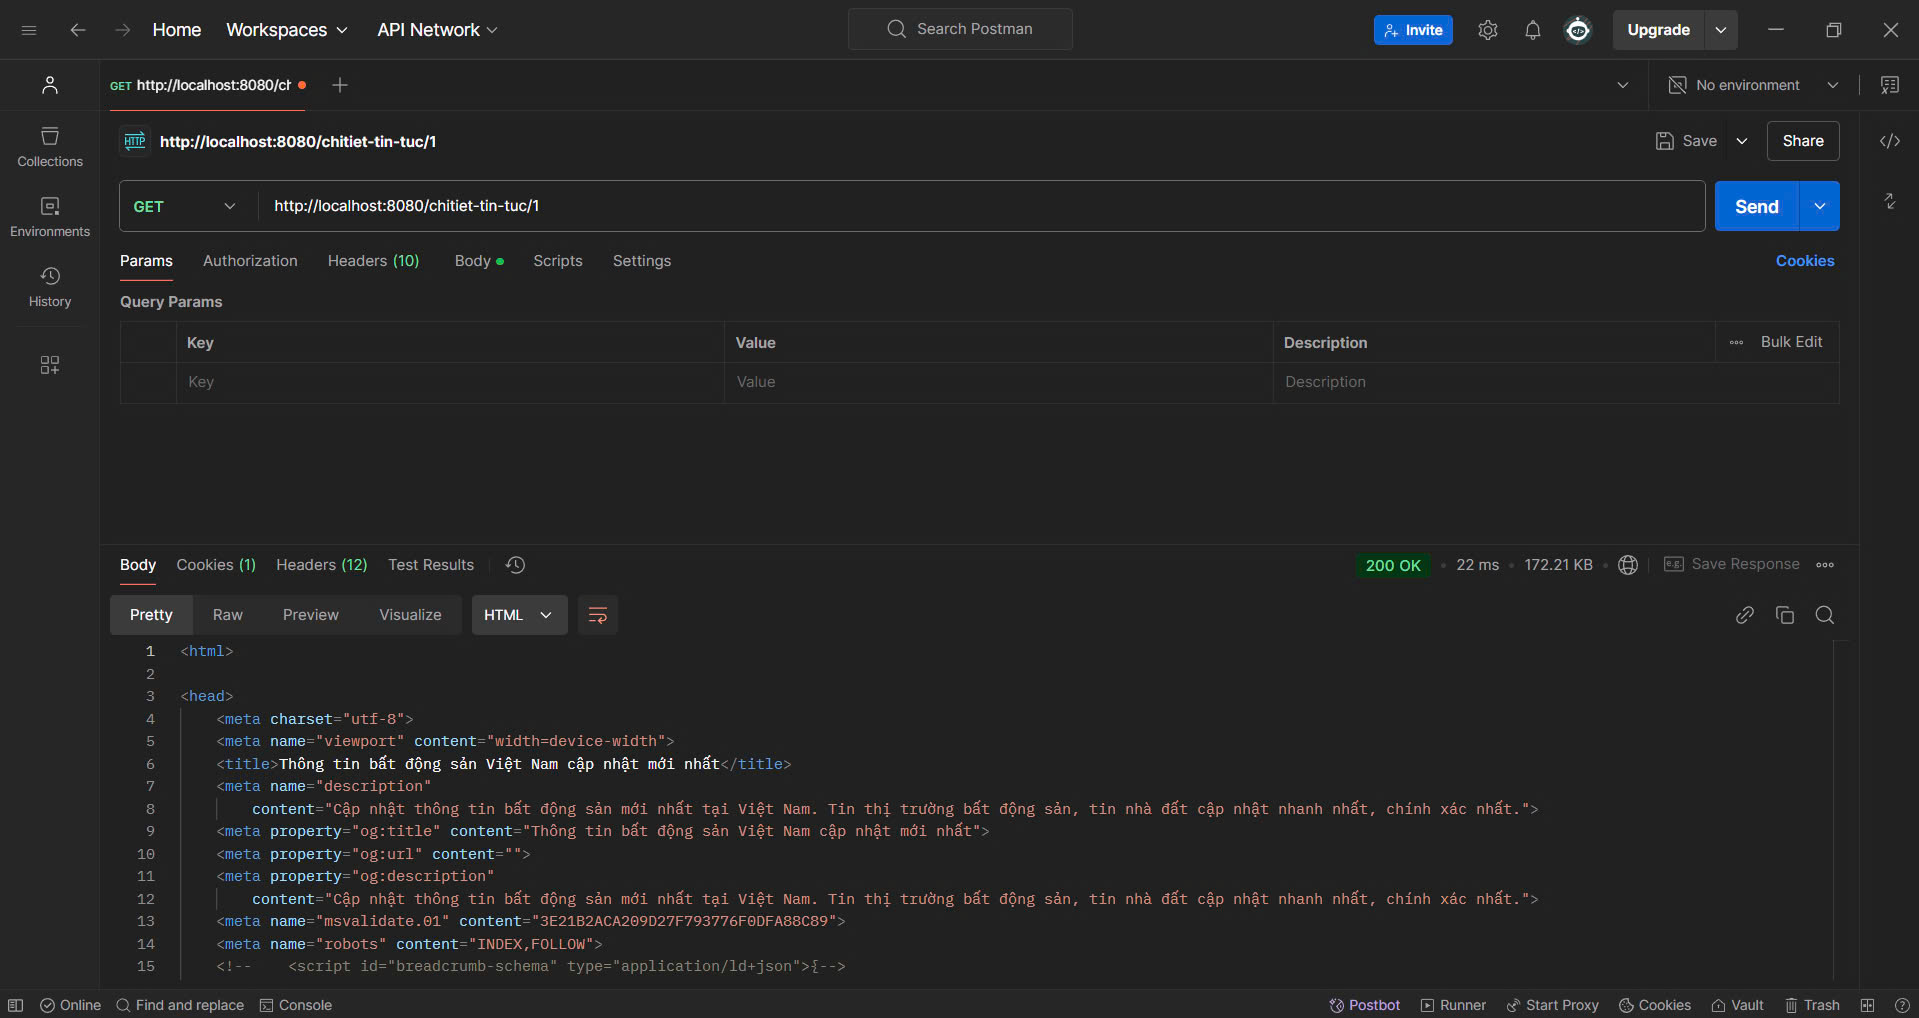 Home Workspaces API Network Search Postman Invite Upgrade
GET http://localhost:8080/ch No environment
HTTP http://localhost:8080/chitiet-tin-tuc/1 Save Share
Collections
GET http://localhost:8080/chitiet-tin-tuc/1 Send
Environments
Params Authorization Headers (10) Body Scripts Settings Cookies
History
Query Params
Key Value Description Bulk Edit
Key Value Description
Body Cookies (1) Headers (12) Test Results 200 OK 22 ms 172.21 KB e.g. Save Response
Pretty Raw Preview Visualize HTML
1 <html>
2
3 <head>
4 <meta charset="utf-8">
5 <meta name="viewport" content="width=device-width">
6 <title>Thông tin bất động sản Việt Nam cập nhật mới nhất</title>
7 <meta name="description"
8 content="Cập nhật thông tin bất động sản mới nhất tại Việt Nam. Tin thị trường bất động sản, tin nhà đất cập nhật nhanh nhất, chính xác nhất.">
9 <meta property="og:title" content="Thông tin bất động sản Việt Nam cập nhật mới nhất">
10 <meta property="og:url" content="">
11 <meta property="og:description"
12 content="Cập nhật thông tin bất động sản mới nhất tại Việt Nam. Tin thị trường bất động sản, tin nhà đất cập nhật nhanh nhất, chính xác nhất.">
13 <meta name="msvalidate.01" content="3E21B2ACA209D27F793776F0DFA88C89">
14 <meta name="robots" content="INDEX,FOLLOW">
15 <!-- <script id="breadcrumb-schema" type="application/ld+json">{-->
Online Find and replace Console Postbot Runner Start Proxy Cookies Vault Trash